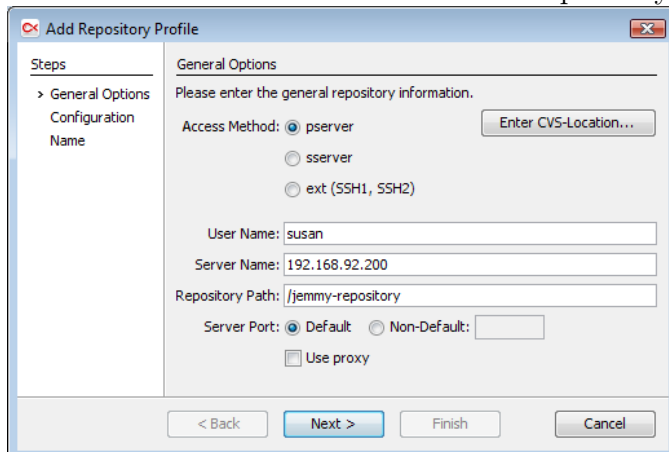 Add Repository Profile
Steps
> General Options
Configuration
Name
General Options
Please enter the general repository information.
Access Method: pserver
Enter CVS-Location...
sserver
ext (SSH1, SSH2)
User Name: susan
Server Name: 192.168.92.200
Repository Path: /jemmy-repository
Server Port: Default Non-Default:
Use proxy
< Back Next > Finish Cancel